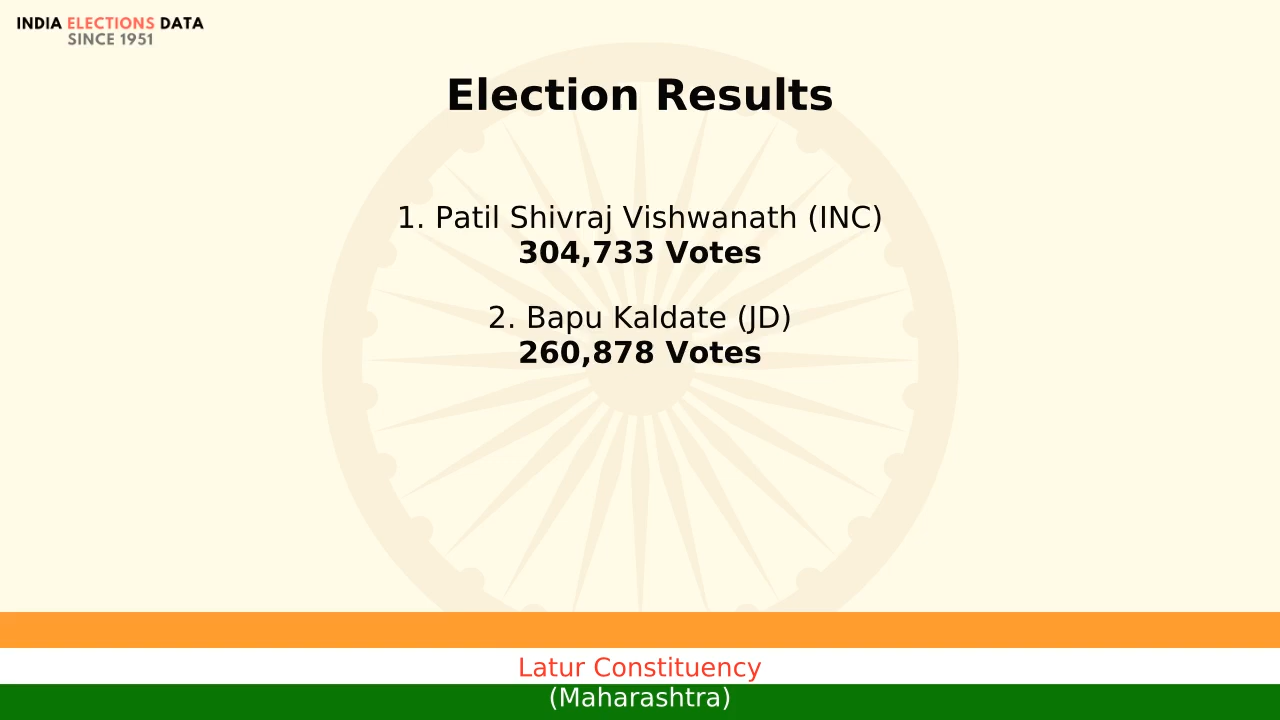 INDIA ELECTIONS DATA
SINCE 1951
Election Results
1. Patil Shivraj Vishwanath (INC)
304,733 Votes
2. Bapu Kaldate (JD)
260,878 Votes
Latur Constituency
(Maharashtra)